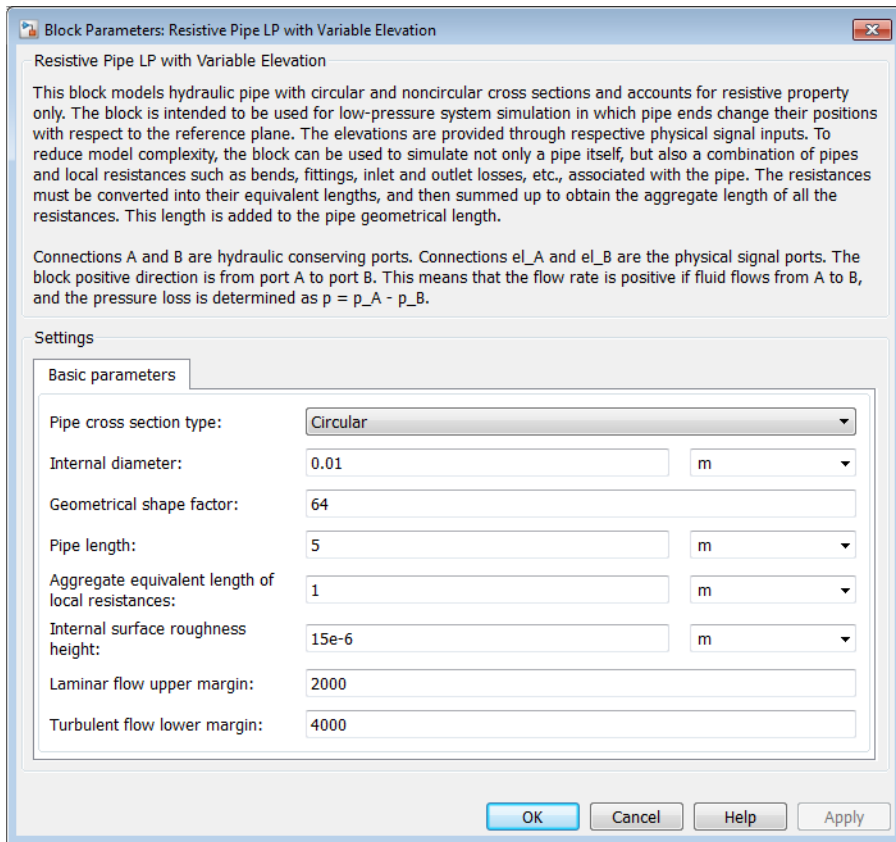 Block Parameters: Resistive Pipe LP with Variable Elevation
Resistive Pipe LP with Variable Elevation
This block models hydraulic pipe with circular and noncircular cross sections and accounts for resistive property
only. The block is intended to be used for low-pressure system simulation in which pipe ends change their positions
with respect to the reference plane. The elevations are provided through respective physical signal inputs. To
reduce model complexity, the block can be used to simulate not only a pipe itself, but also a combination of pipes
and local resistances such as bends, fittings, inlet and outlet losses, etc., associated with the pipe. The resistances
must be converted into their equivalent lengths, and then summed up to obtain the aggregate length of all the
resistances. This length is added to the pipe geometrical length.
Connections A and B are hydraulic conserving ports. Connections el_A and el_B are the physical signal ports. The
block positive direction is from port A to port B. This means that the flow rate is positive if fluid flows from A to B,
and the pressure loss is determined as p = p_A - p_B.
Settings
Basic parameters
Pipe cross section type: Circular
Internal diameter: 0.01 m
Geometrical shape factor: 64
Pipe length: 5 m
Aggregate equivalent length of
local resistances: 1 m
Internal surface roughness
height: 15e-6 m
Laminar flow upper margin: 2000
Turbulent flow lower margin: 4000
OK Cancel Help Apply